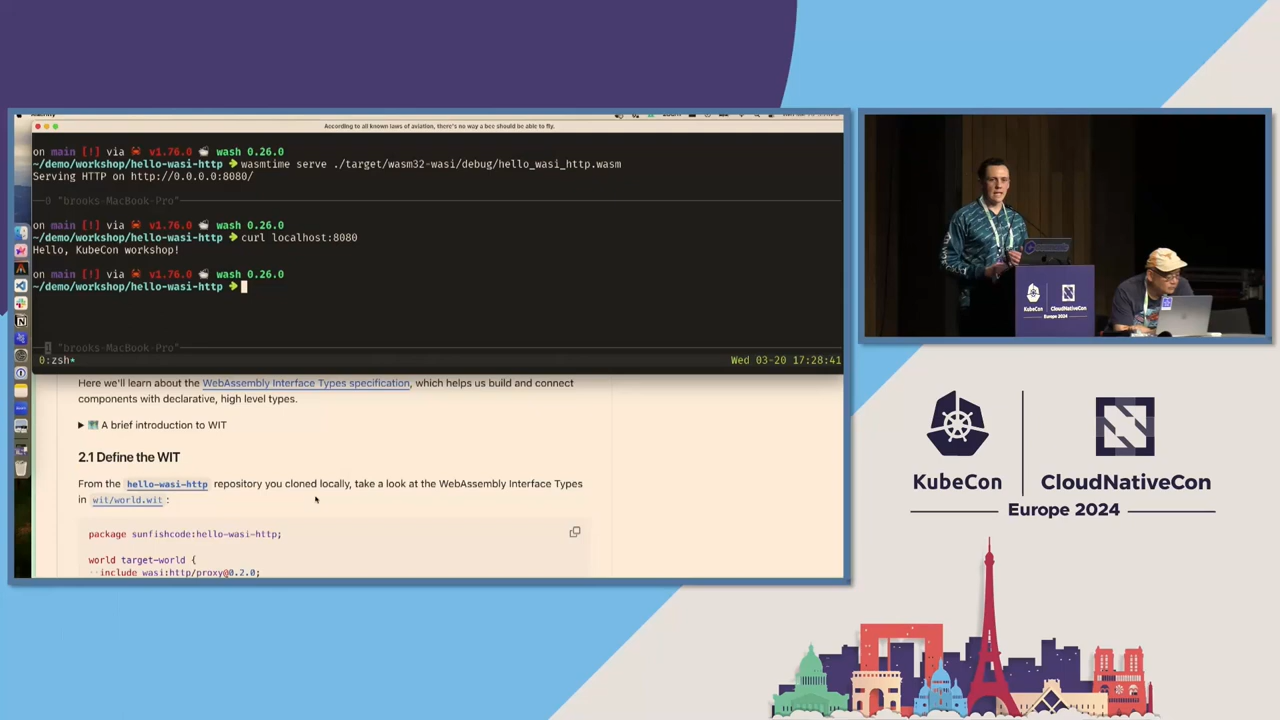 According to all known laws of aviation, there's no way a bee should be able to fly.
on main [!] via 🦀 v1.76.0 wash 0.26.0
~/demo/workshop/hello-wasi-http ➜ wasmtime serve ./target/wasm32-wasi/debug/hello_wasi_http.wasm
Serving HTTP on http://0.0.0.0:8080/
0 "brooks-MacBook-Pro"
on main [!] via 🦀 v1.76.0 wash 0.26.0
~/demo/workshop/hello-wasi-http ➜ curl localhost:8080
Hello, KubeCon workshop!
on main [!] via 🦀 v1.76.0 wash 0.26.0
~/demo/workshop/hello-wasi-http ➜
1 "brooks-MacBook-Pro"
0:zsh* Wed 03-20 17:28:41
Here we'll learn about the WebAssembly Interface Types specification, which helps us build and connect
components with declarative, high level types.
▶ A brief introduction to WIT
2.1 Define the WIT
From the hello-wasi-http repository you cloned locally, take a look at the WebAssembly Interface Types
in wit/world.wit :
package sunfishcode:hello-wasi-http;
world target-world {
include wasi:http/proxy@0.2.0;
KubeCon CloudNativeCon
Europe 2024
KubeCon CloudNativeCon
Europe 2024